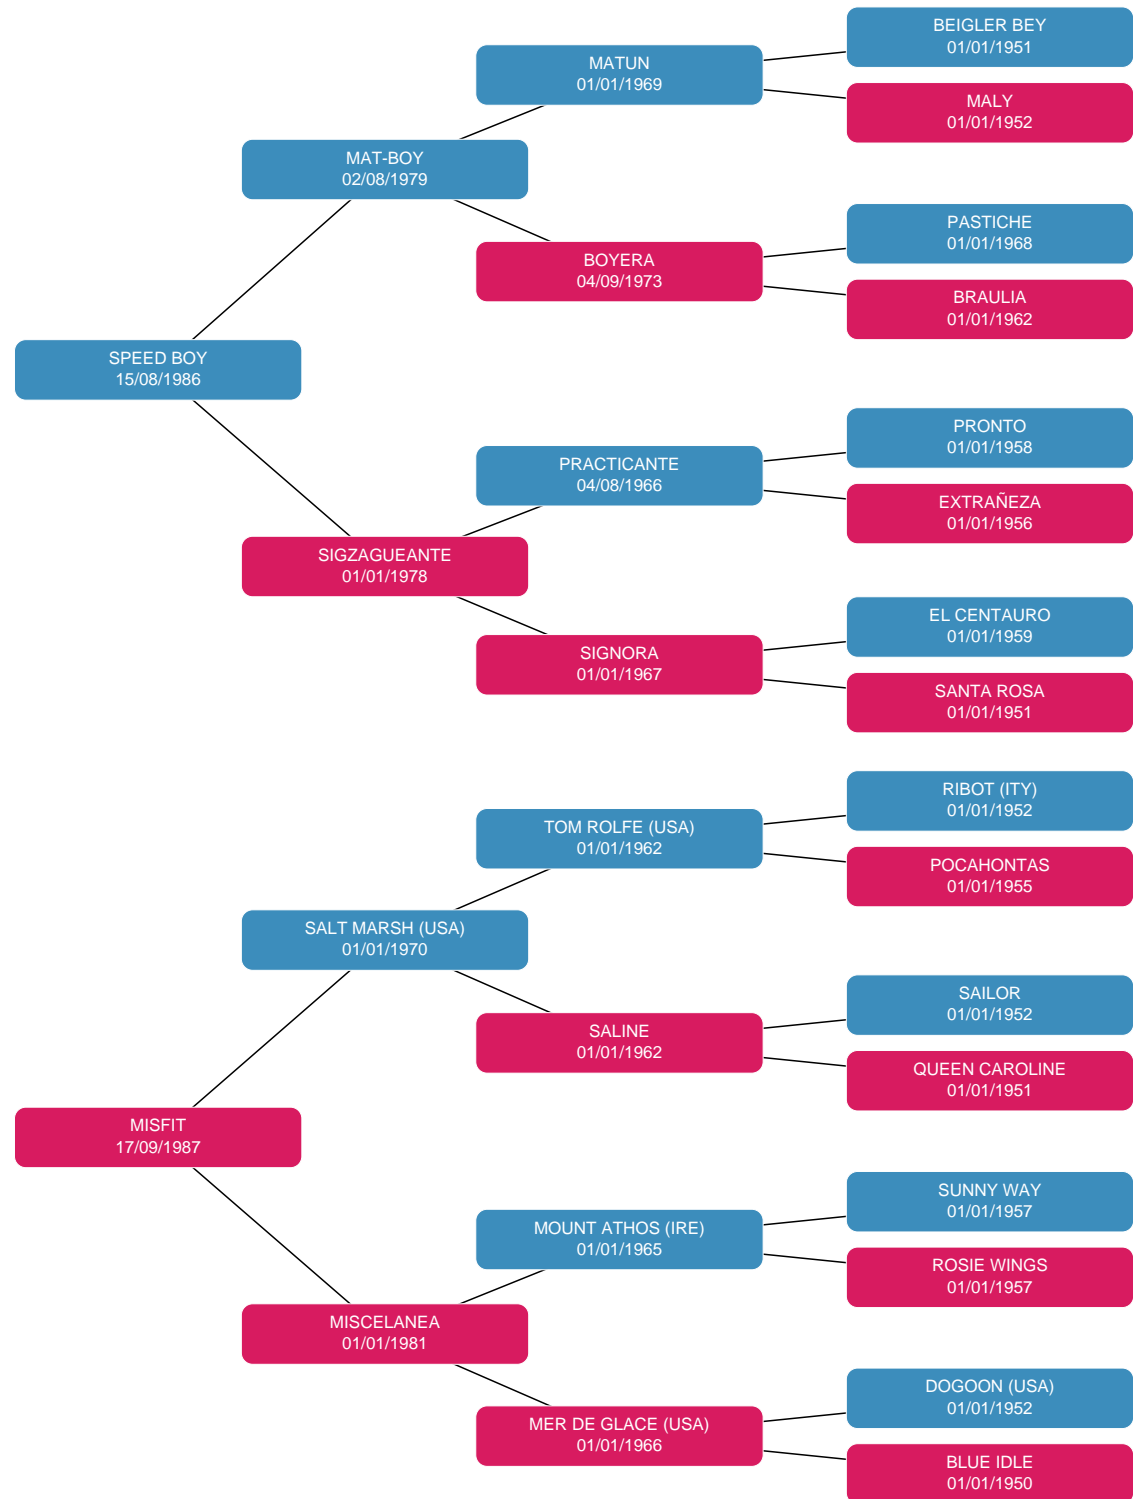 BEIGLER BEY
01/01/1951
MATUN
01/01/1969
MALY
01/01/1952
MAT-BOY
02/08/1979
PASTICHE
01/01/1968
BOYERA
04/09/1973
BRAULIA
01/01/1962
SPEED BOY
15/08/1986
PRONTO
01/01/1958
PRACTICANTE
04/08/1966
EXTRAÑEZA
01/01/1956
SIGZAGUEANTE
01/01/1978
EL CENTAURO
01/01/1959
SIGNORA
01/01/1967
SANTA ROSA
01/01/1951
RIBOT (ITY)
01/01/1952
TOM ROLFE (USA)
01/01/1962
POCAHONTAS
01/01/1955
SALT MARSH (USA)
01/01/1970
SAILOR
01/01/1952
SALINE
01/01/1962
QUEEN CAROLINE
01/01/1951
MISFIT
17/09/1987
SUNNY WAY
01/01/1957
MOUNT ATHOS (IRE)
01/01/1965
ROSIE WINGS
01/01/1957
MISCELANEA
01/01/1981
DOGOON (USA)
01/01/1952
MER DE GLACE (USA)
01/01/1966
BLUE IDLE
01/01/1950